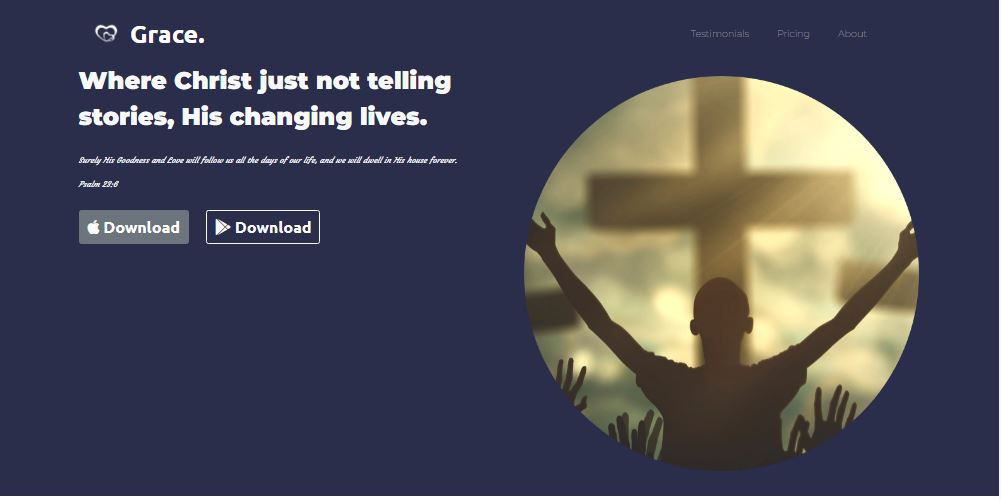 Grace.
Testimonials Pricing About
Where Christ just not telling
stories, His changing lives.
Surely His Goodness and Love will follow us all the days of our life, and we will dwell in His house forever.
Psalm 23:6
Download Download